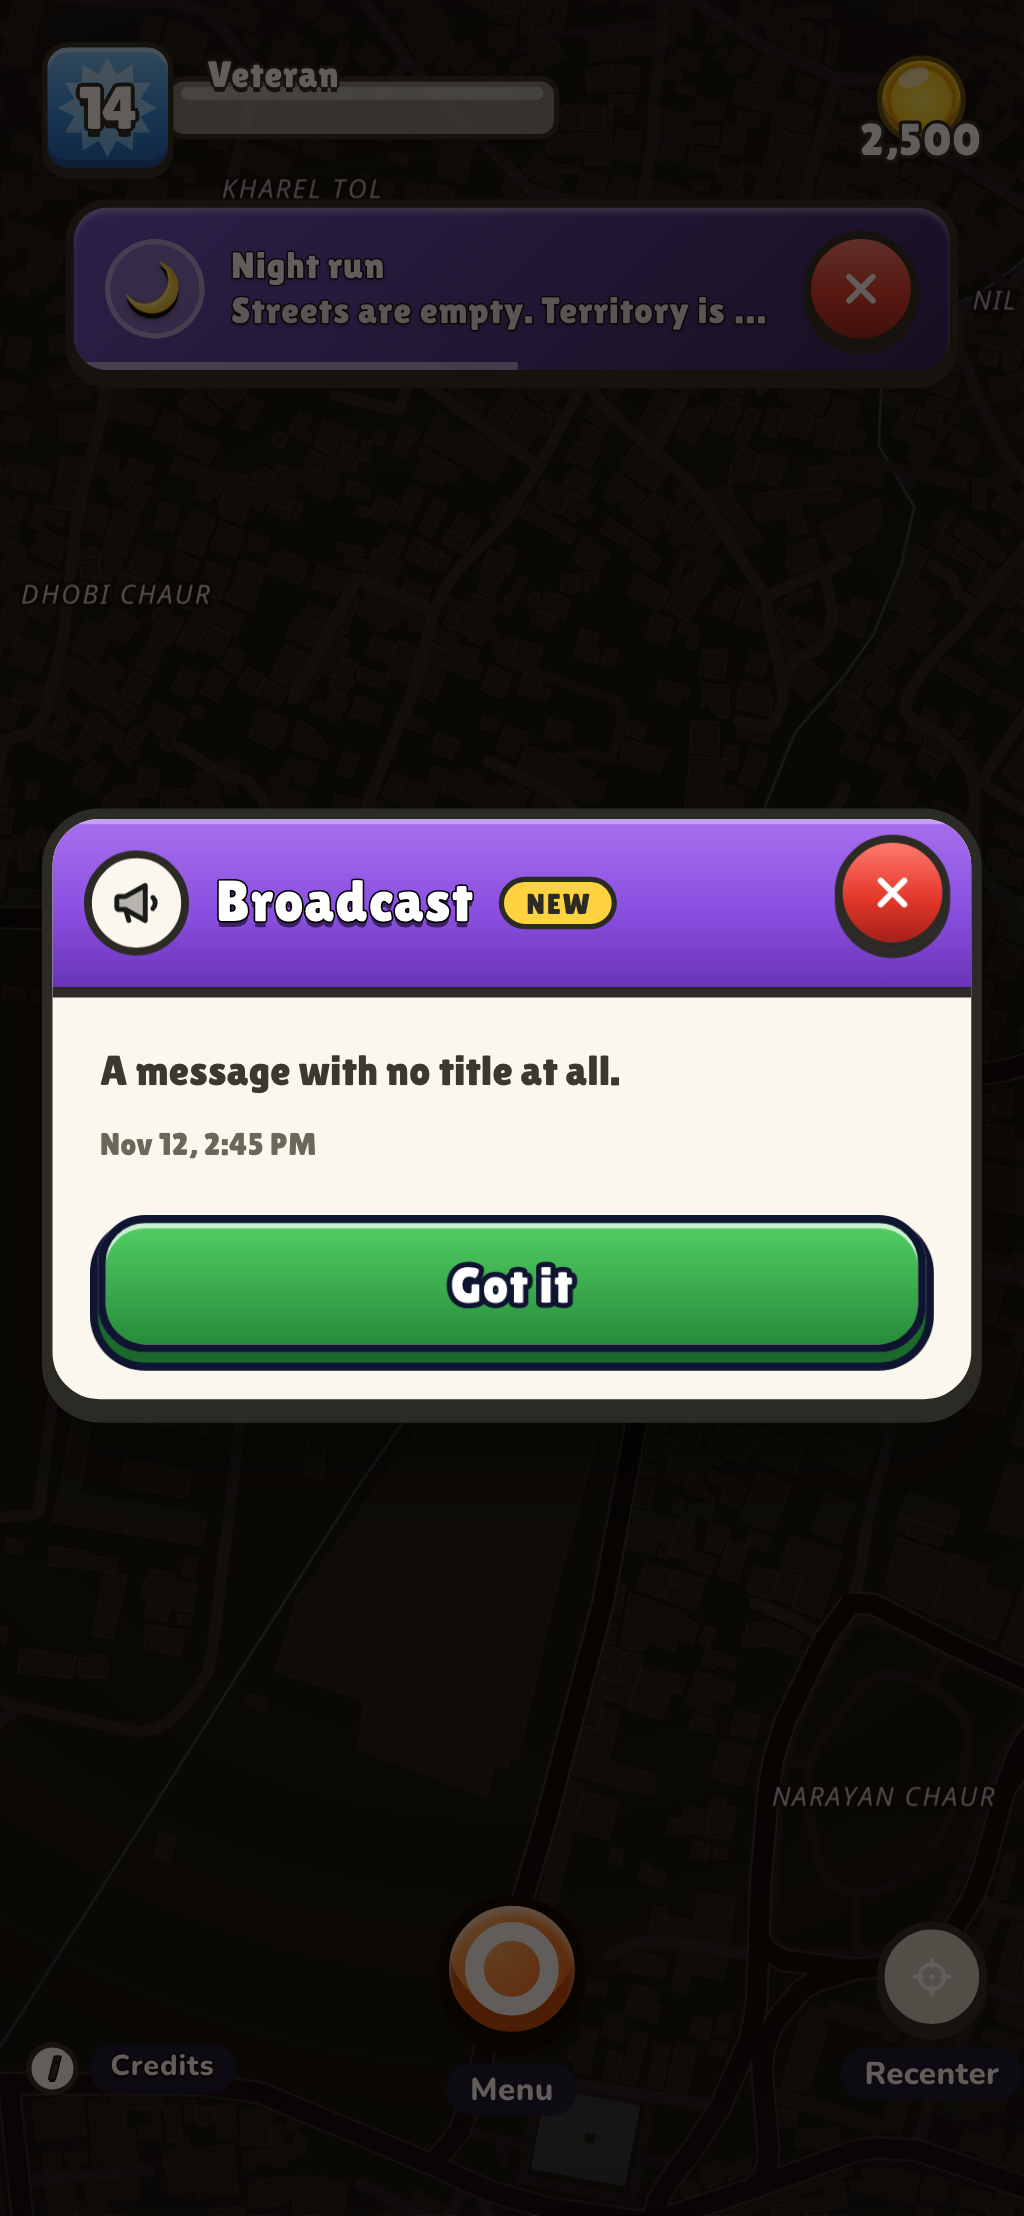 14
Veteran
2,500
KHAREL TOL
Night run
Streets are empty. Territory is ...
NIL
DHOBI CHAUR
Broadcast
NEW
A message with no title at all.
Nov 12, 2:45 PM
Got it
NARAYAN CHAUR
Credits
Menu
Recenter